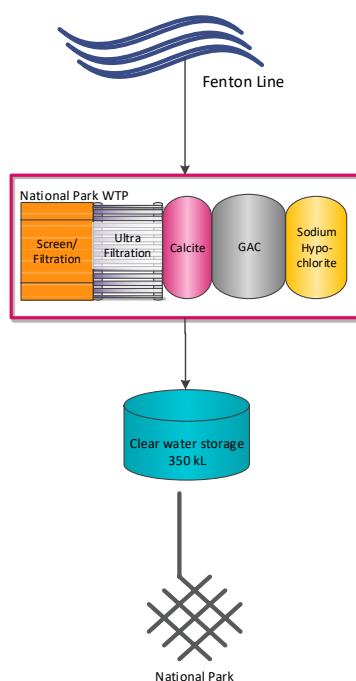 Fenton Line
National Park WTP
Screen/
Filtration
Ultra
Filtration
Calcite
GAC
Sodium
Hypo-
chlorite
Clear water storage
350 kL
National Park